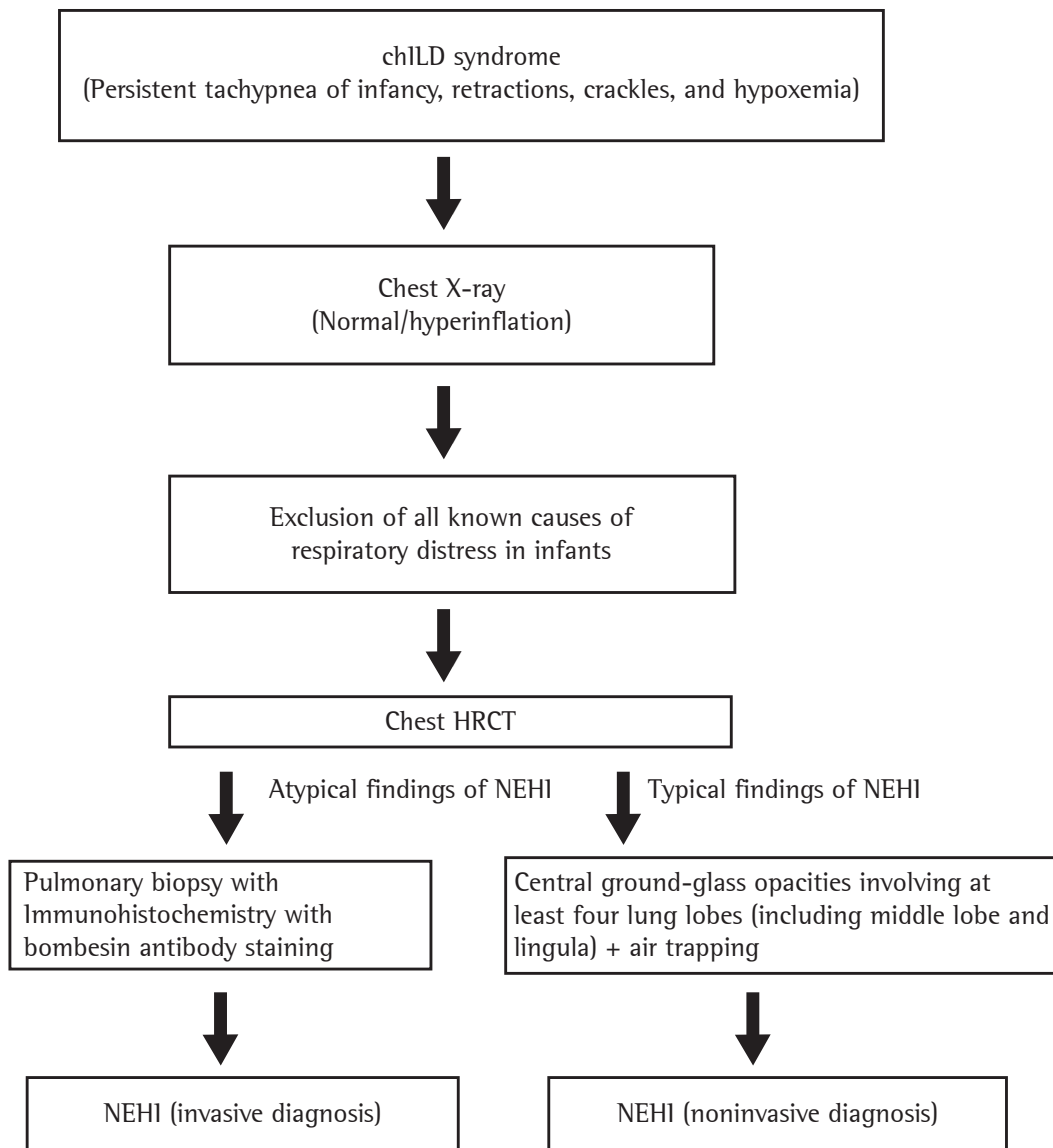 chILD syndrome
(Persistent tachypnea of infancy, retractions, crackles, and hypoxemia)
Chest X-ray
(Normal/hyperinflation)
Exclusion of all known causes of
respiratory distress in infants
Chest HRCT
Atypical findings of NEHI
Typical findings of NEHI
Pulmonary biopsy with
Immunohistochemistry with
bombesin antibody staining
Central ground-glass opacities involving at
least four lung lobes (including middle lobe and
lingula) + air trapping
NEHI (invasive diagnosis)
NEHI (noninvasive diagnosis)